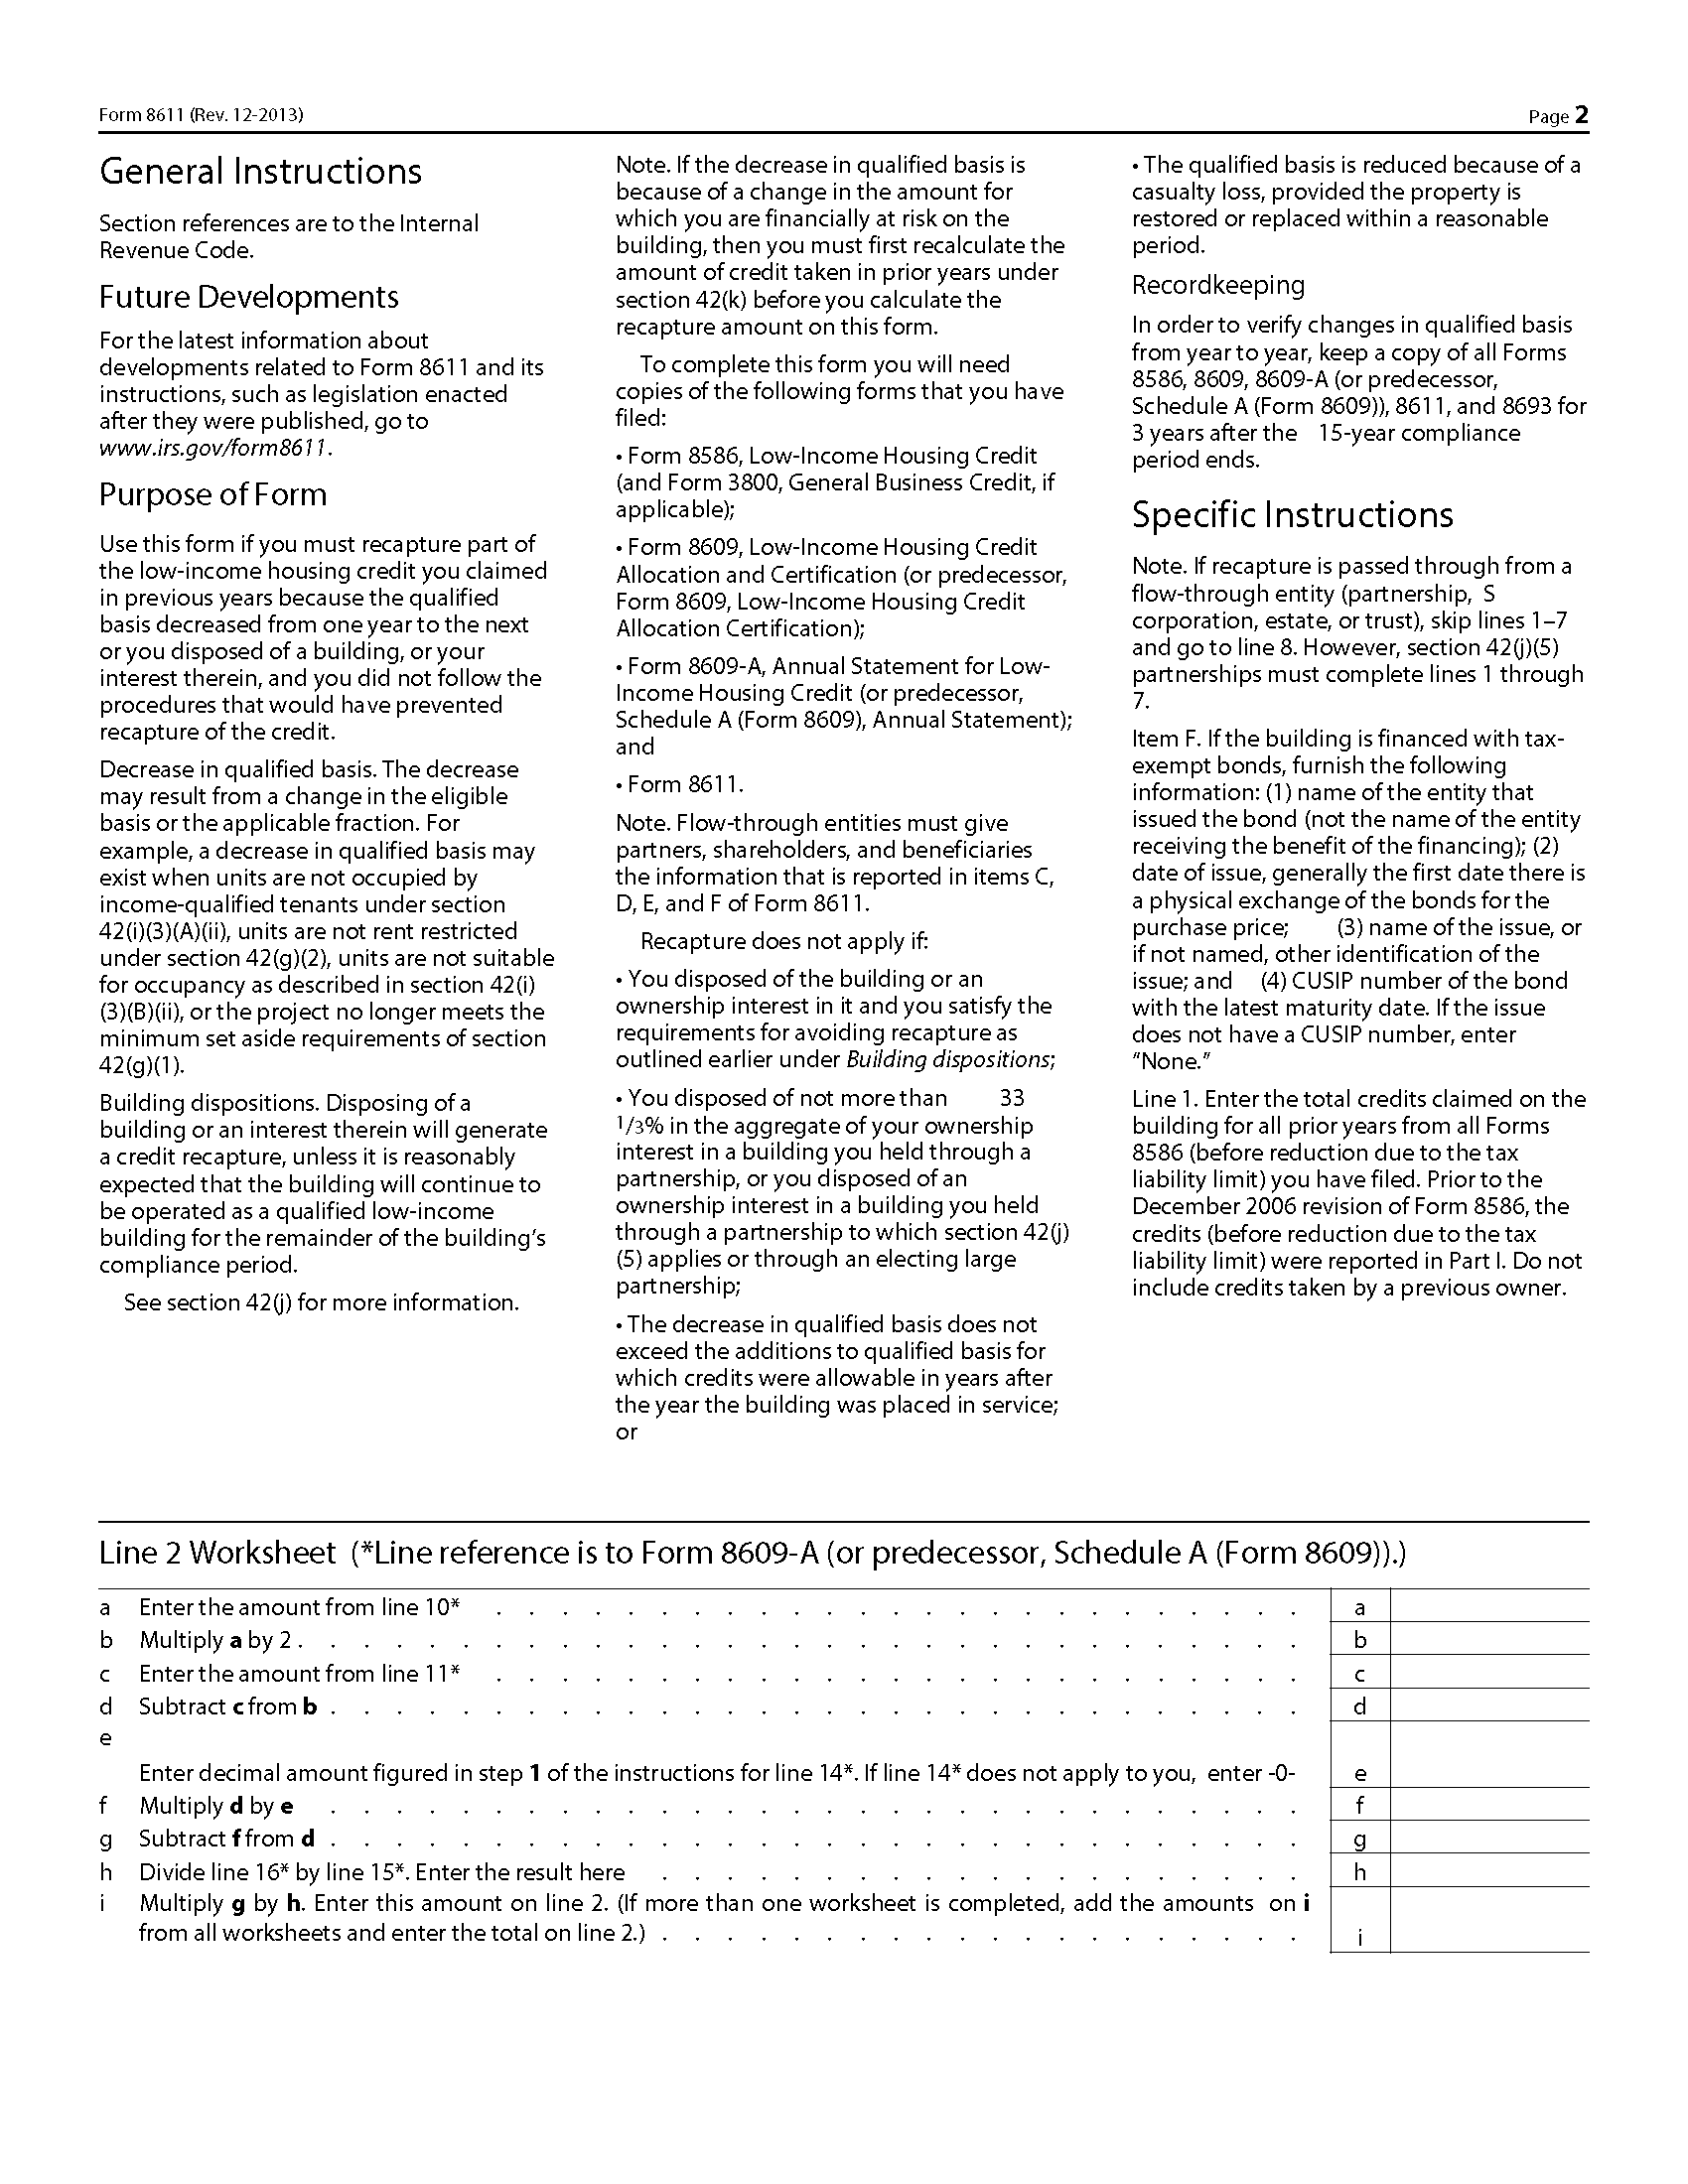 Form 8611 (Rev. 12-2013)
Page 2
General Instructions
Section references are to the Internal
Revenue Code.
Future Developments
For the latest information about
developments related to Form 8611 and its
instructions, such as legislation enacted
after they were published, go to
www.irs.gov/form8611.
Purpose of Form
Use this form if you must recapture part of
the low-income housing credit you claimed
in previous years because the qualified
basis decreased from one year to the next
or you disposed of a building, or your
interest therein, and you did not follow the
procedures that would have prevented
recapture of the credit.
Decrease in qualified basis. The decrease
may result from a change in the eligible
basis or the applicable fraction. For
example, a decrease in qualified basis may
exist when units are not occupied by
income-qualified tenants under section
42(i)(3)(A)(ii), units are not rent restricted
under section 42(g)(2), units are not suitable
for occupancy as described in section 42(i)
(3)(B)(ii), or the project no longer meets the
minimum set aside requirements of section
42(g)(1).
Building dispositions. Disposing of a
building or an interest therein will generate
a credit recapture, unless it is reasonably
expected that the building will continue to
be operated as a qualified low-income
building for the remainder of the building’s
compliance period.
See section 42(j) for more information.
Note. If the decrease in qualified basis is
because of a change in the amount for
which you are financially at risk on the
building, then you must first recalculate the
amount of credit taken in prior years under
section 42(k) before you calculate the
recapture amount on this form.
To complete this form you will need
copies of the following forms that you have
filed:
• Form 8586, Low-Income Housing Credit
(and Form 3800, General Business Credit, if
applicable);
• Form 8609, Low-Income Housing Credit
Allocation and Certification (or predecessor,
Form 8609, Low-Income Housing Credit
Allocation Certification);
• Form 8609-A, Annual Statement for Low-
Income Housing Credit (or predecessor,
Schedule A (Form 8609), Annual Statement);
and
• Form 8611.
Note. Flow-through entities must give
partners, shareholders, and beneficiaries
the information that is reported in items C,
D, E, and F of Form 8611.
Recapture does not apply if:
• You disposed of the building or an
ownership interest in it and you satisfy the
requirements for avoiding recapture as
outlined earlier under Building dispositions;
• You disposed of not more than 33
1/3% in the aggregate of your ownership
interest in a building you held through a
partnership, or you disposed of an
ownership interest in a building you held
through a partnership to which section 42(j)
(5) applies or through an electing large
partnership;
• The decrease in qualified basis does not
exceed the additions to qualified basis for
which credits were allowable in years after
the year the building was placed in service;
or
• The qualified basis is reduced because of a
casualty loss, provided the property is
restored or replaced within a reasonable
period.
Recordkeeping
In order to verify changes in qualified basis
from year to year, keep a copy of all Forms
8586, 8609, 8609-A (or predecessor,
Schedule A (Form 8609)), 8611, and 8693 for
3 years after the 15-year compliance
period ends.
Specific Instructions
Note. If recapture is passed through from a
flow-through entity (partnership, S
corporation, estate, or trust), skip lines 1–7
and go to line 8. However, section 42(j)(5)
partnerships must complete lines 1 through
7.
Item F. If the building is financed with tax-
exempt bonds, furnish the following
information: (1) name of the entity that
issued the bond (not the name of the entity
receiving the benefit of the financing); (2)
date of issue, generally the first date there is
a physical exchange of the bonds for the
purchase price; (3) name of the issue, or
if not named, other identification of the
issue; and (4) CUSIP number of the bond
with the latest maturity date. If the issue
does not have a CUSIP number, enter
“None.”
Line 1. Enter the total credits claimed on the
building for all prior years from all Forms
8586 (before reduction due to the tax
liability limit) you have filed. Prior to the
December 2006 revision of Form 8586, the
credits (before reduction due to the tax
liability limit) were reported in Part I. Do not
include credits taken by a previous owner.
Line 2 Worksheet (*Line reference is to Form 8609-A (or predecessor, Schedule A (Form 8609)).)
a Enter the amount from line 10* . . . . . . . . . . . . . . . . . . . . . . . . . a
b Multiply a by 2 . . . . . . . . . . . . . . . . . . . . . . . . . . . . . . . b
c Enter the amount from line 11* . . . . . . . . . . . . . . . . . . . . . . . . . c
d Subtract c from b . . . . . . . . . . . . . . . . . . . . . . . . . . . . . . d
e
Enter decimal amount figured in step 1 of the instructions for line 14*. If line 14* does not apply to you, enter -0- e
f Multiply d by e . . . . . . . . . . . . . . . . . . . . . . . . . . . . . . f
g Subtract f from d . . . . . . . . . . . . . . . . . . . . . . . . . . . . . . g
h Divide line 16* by line 15*. Enter the result here . . . . . . . . . . . . . . . . . . . . h
i Multiply g by h. Enter this amount on line 2. (If more than one worksheet is completed, add the amounts on i
from all worksheets and enter the total on line 2.) . . . . . . . . . . . . . . . . . . . . i